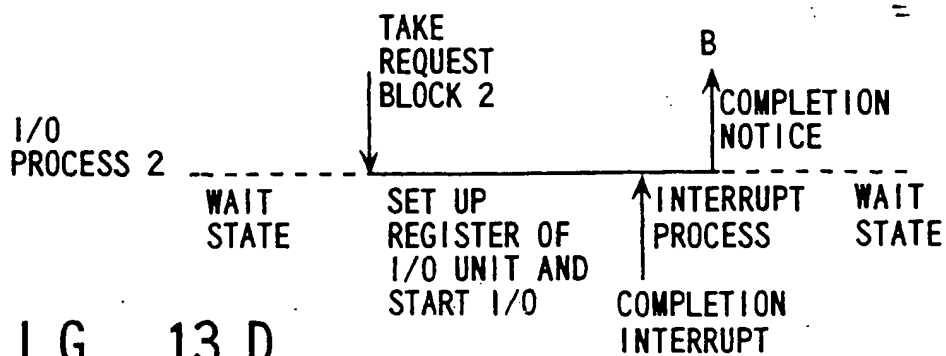 TAKE
REQUEST
BLOCK 2
B
COMPLETION
NOTICE
I/O
PROCESS 2
WAIT
STATE
SET UP
REGISTER OF
I/O UNIT AND
START I/O
INTERRUPT
PROCESS
WAIT
STATE
COMPLETION
INTERRUPT
I G. 13 D